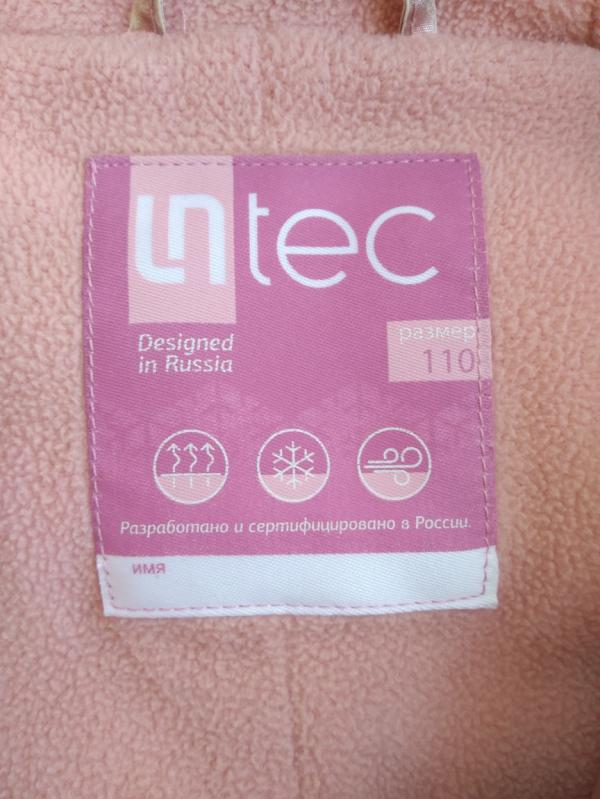 untec
Designed
in Russia
размер
110
Разработано и сертифицировано в России.
имя